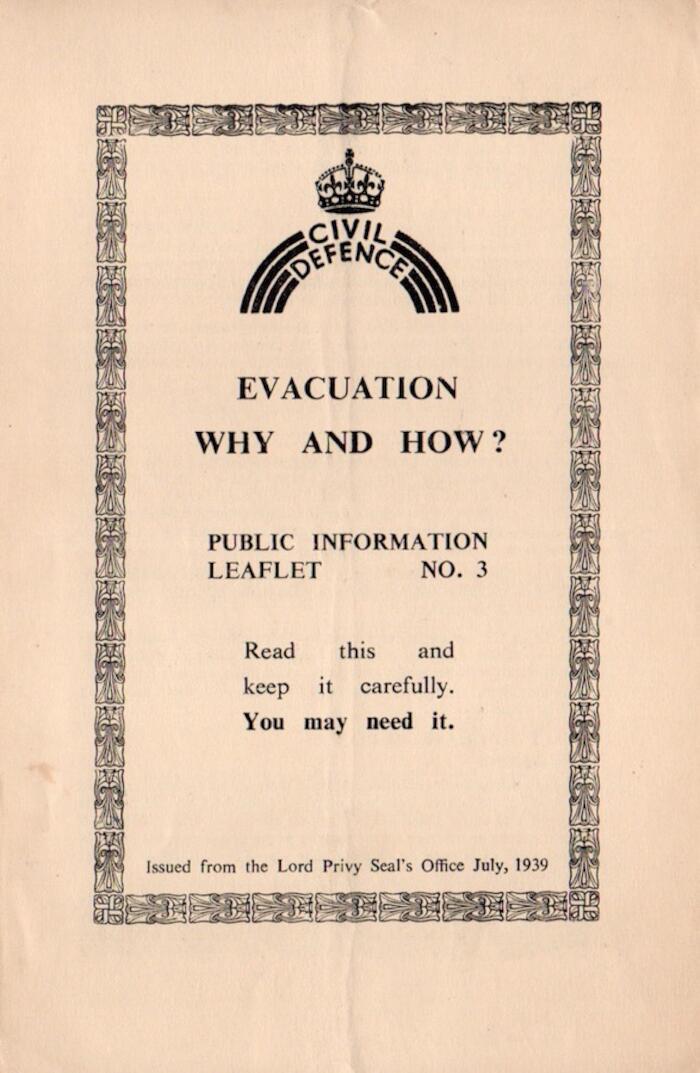 CIVIL
DEFENCE
EVACUATION
WHY AND HOW?
PUBLIC INFORMATION
LEAFLET NO. 3
Read this and
keep it carefully.
You may need it.
Issued from the Lord Privy Seal's Office July, 1939